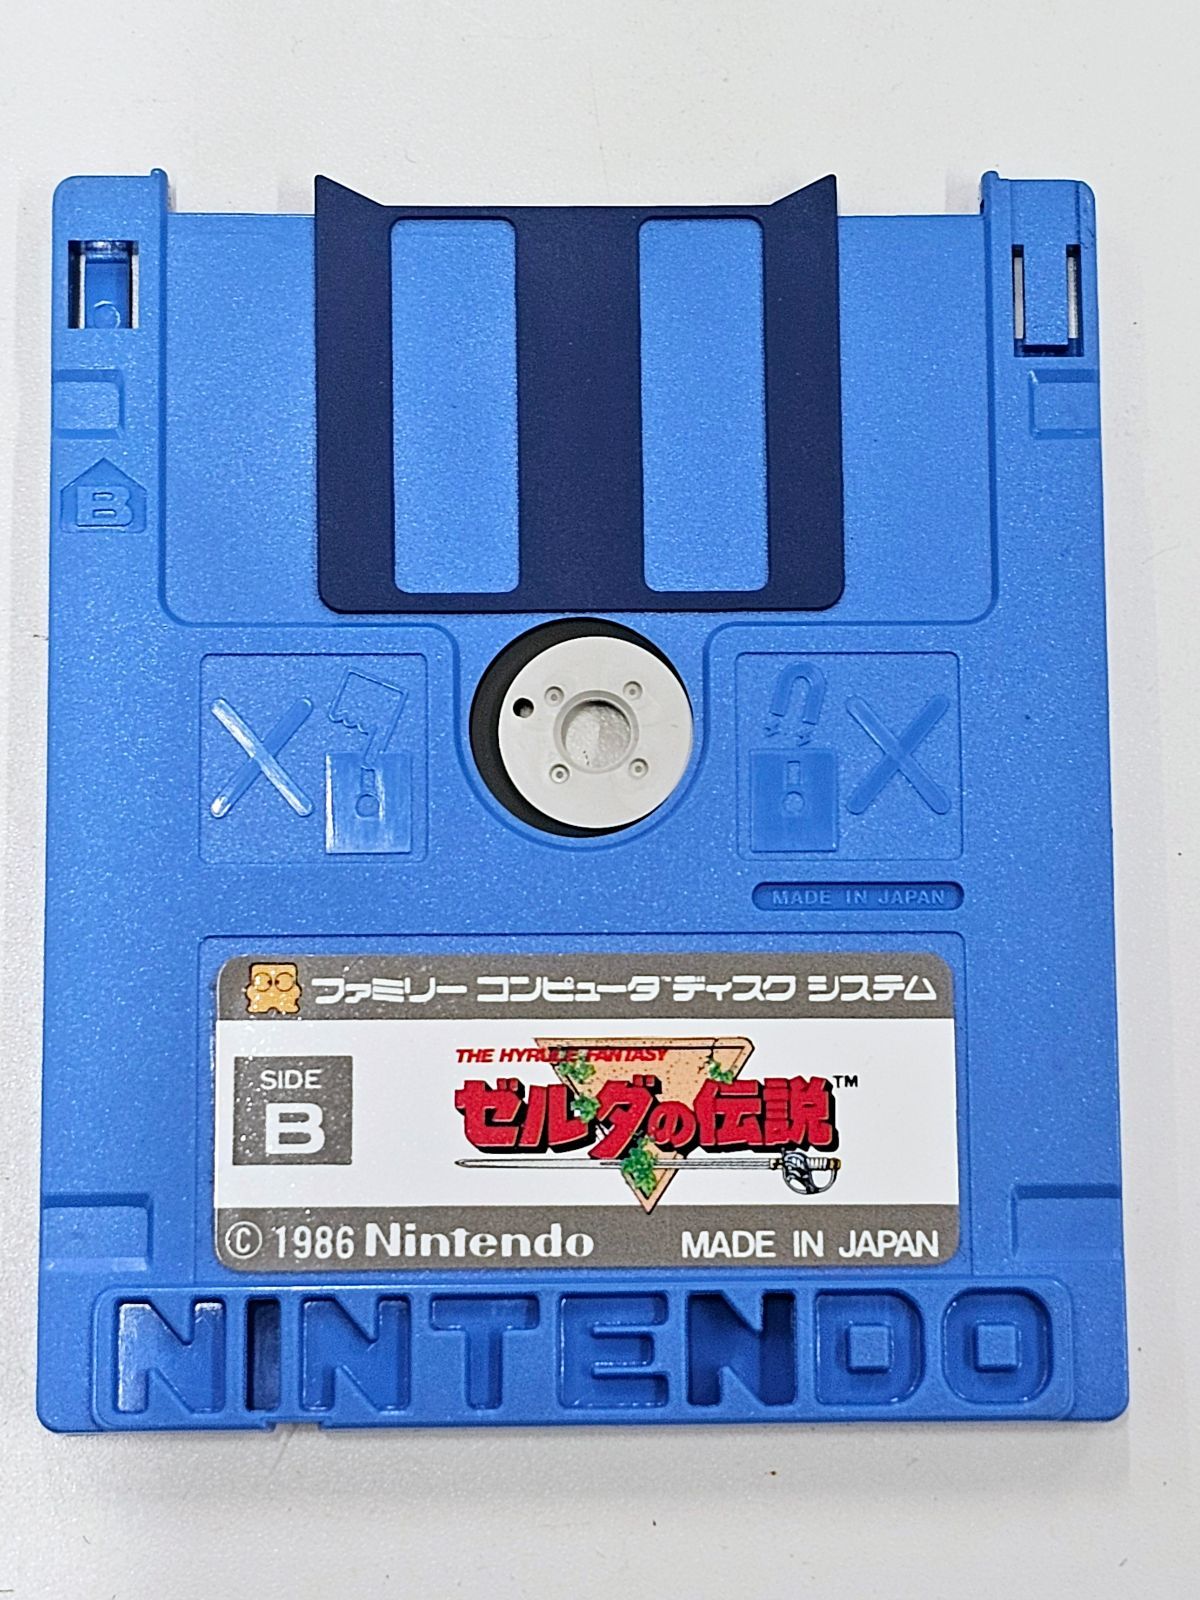 B
MADE IN JAPAN
ファミリー コンピュータ ディスク システム
SIDE
B
THE HYRULE FANTASY
ゼルダの伝説™
© 1986 Nintendo MADE IN JAPAN
NINTENDO